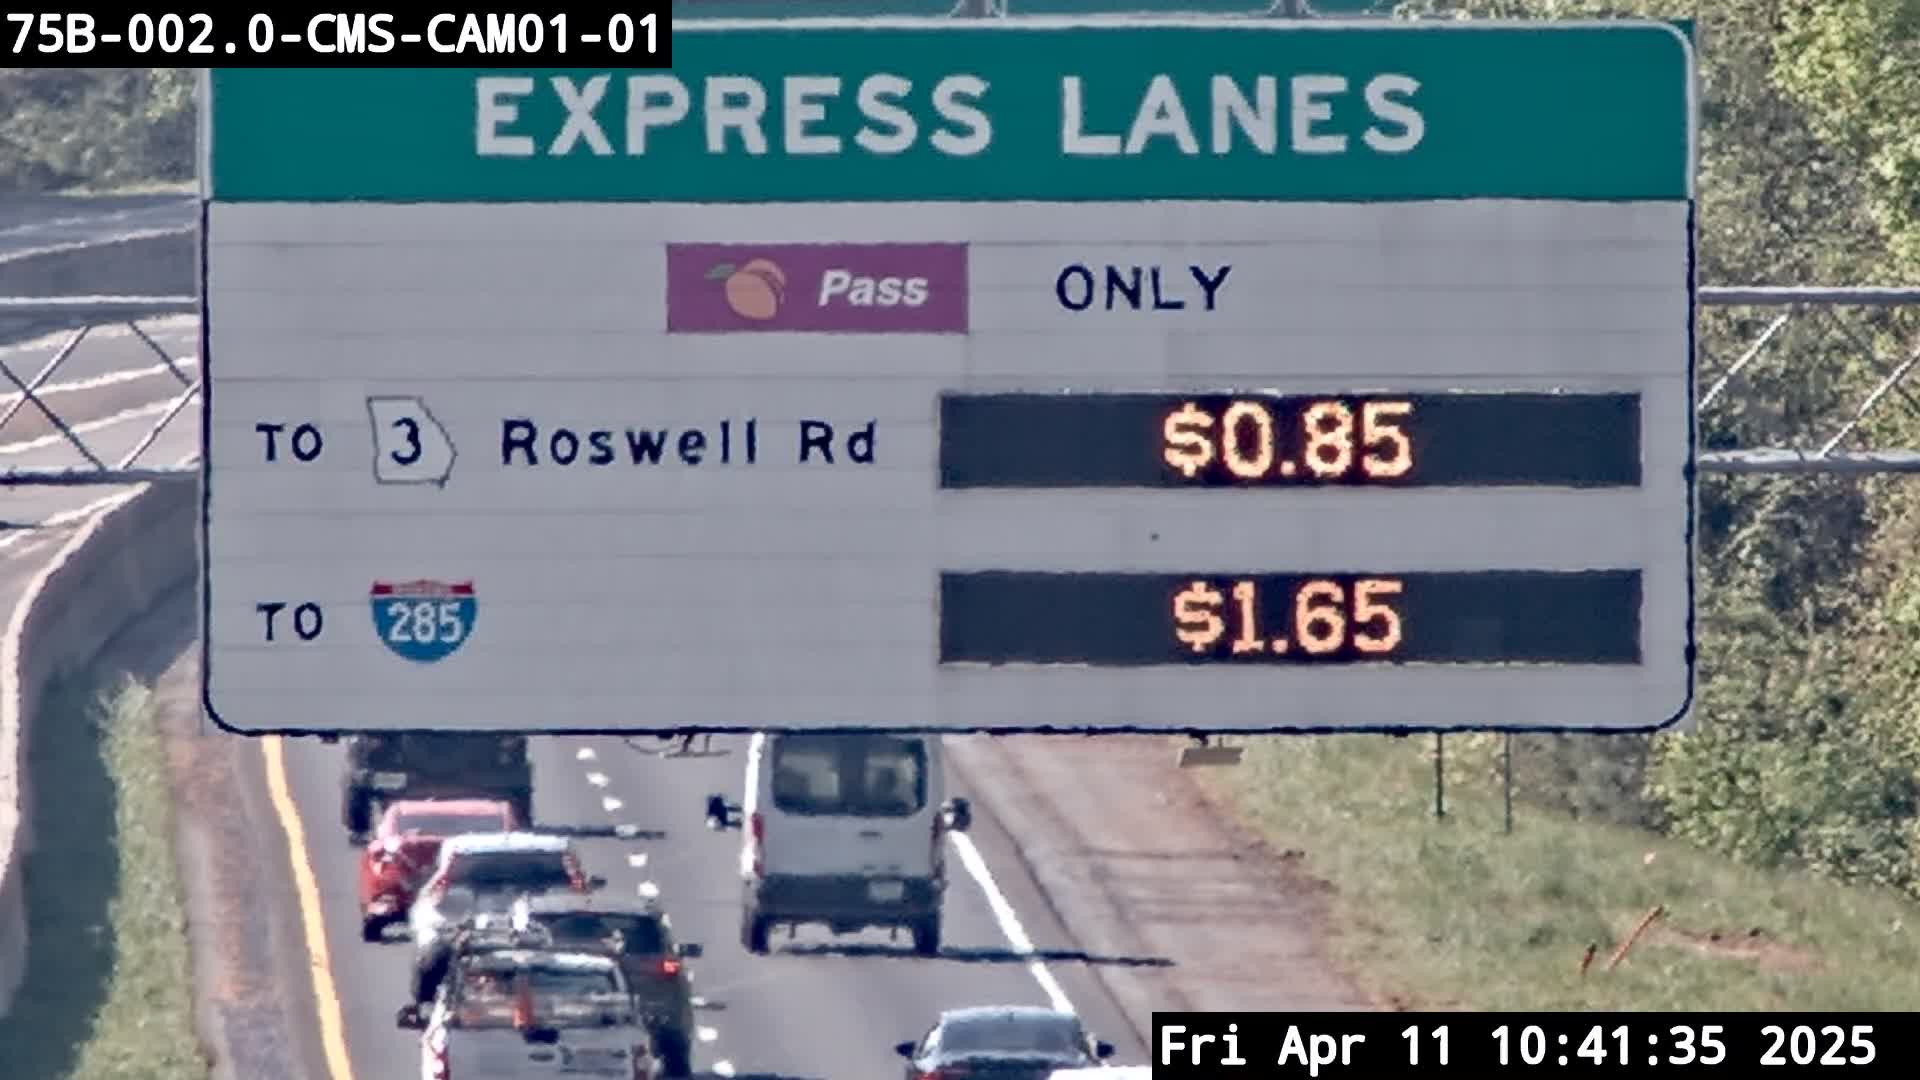 75B-002.0-CMS-CAM01-01
EXPRESS LANES
Pass ONLY
TO 3 Roswell Rd $0.85
TO 285 $1.65
Fri Apr 11 10:41:35 2025